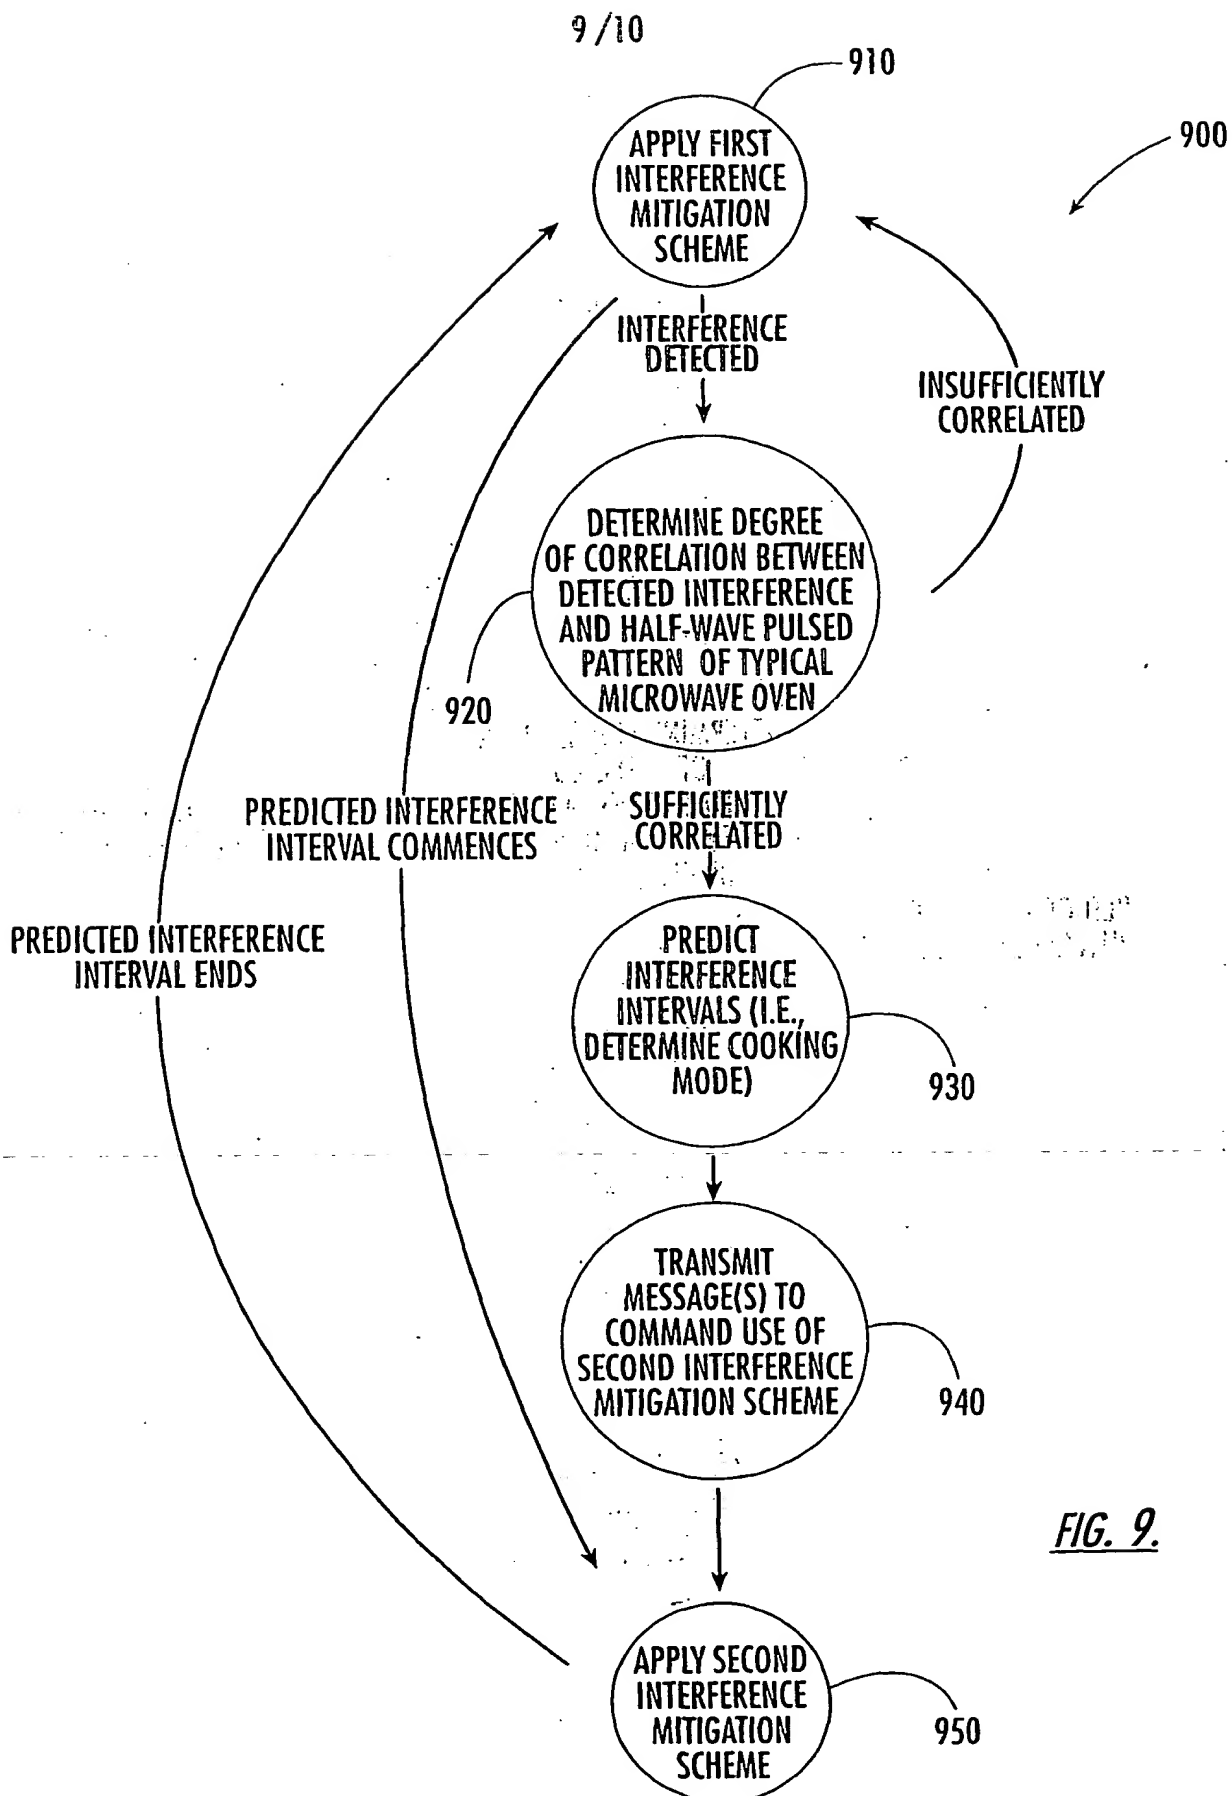 9/10
910
900
APPLY FIRST
INTERFERENCE
MITIGATION
SCHEME
INTERFERENCE
DETECTED
INSUFFICIENTLY
CORRELATED
DETERMINE DEGREE
OF CORRELATION BETWEEN
DETECTED INTERFERENCE
AND HALF-WAVE PULSED
PATTERN OF TYPICAL
MICROWAVE OVEN
920
PREDICTED INTERFERENCE
INTERVAL COMMENCES
SUFFICIENTLY
CORRELATED
PREDICTED INTERFERENCE
INTERVAL ENDS
PREDICT
INTERFERENCE
INTERVALS (I.E.,
DETERMINE COOKING
MODE)
930
TRANSMIT
MESSAGE(S) TO
COMMAND USE OF
SECOND INTERFERENCE
MITIGATION SCHEME
940
FIG. 9.
APPLY SECOND
INTERFERENCE
MITIGATION
SCHEME
950